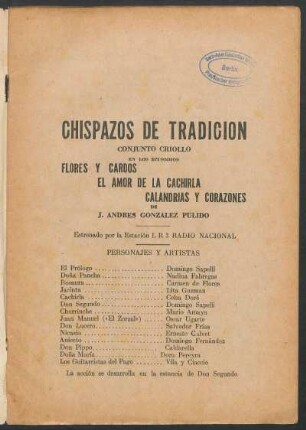 CHISPAZOS DE TRADICION
CONJUNTO CRIOLLO
EN LOS EPISODIOS
FLORES Y CARDOS
EL AMOR DE LA CACHIRLA
CALANDRIAS Y CORAZONES
DE
J. ANDRES GONZALEZ PULIDO
Estrenado por la Estación L R 3 RADIO NACIONAL
PERSONAJES Y ARTISTAS
El Prólogo Domingo Sapelli
Doña Pancha Nedina Fabregas
Rosaura Carmen de Flores
Jacinta Lita Guzman
Cachirla Coka Doré
Don Segundo Domingo Sapelli
Churrinche Mario Amaya
Juan Manuel («El Zorzal») Oscar Ugarte
Don Lucero Salvador Frías
Nicasio Ernesto Calvet
Aniceto Domingo Fernández
Don Pippo Caldarella
Doña María Dora Pereyra
Los Guitarristas del Pago Vila y Ciaccio
La acción se desarrolla en la estancia de Don Segundo